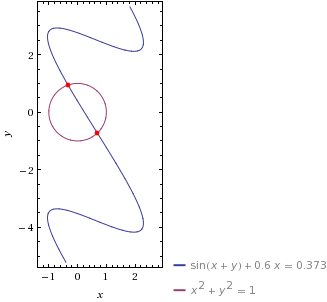 y
2
0
−2
−4
−1 0 1 2
x
sin(x + y) + 0.6 x = 0.373
x² + y² = 1